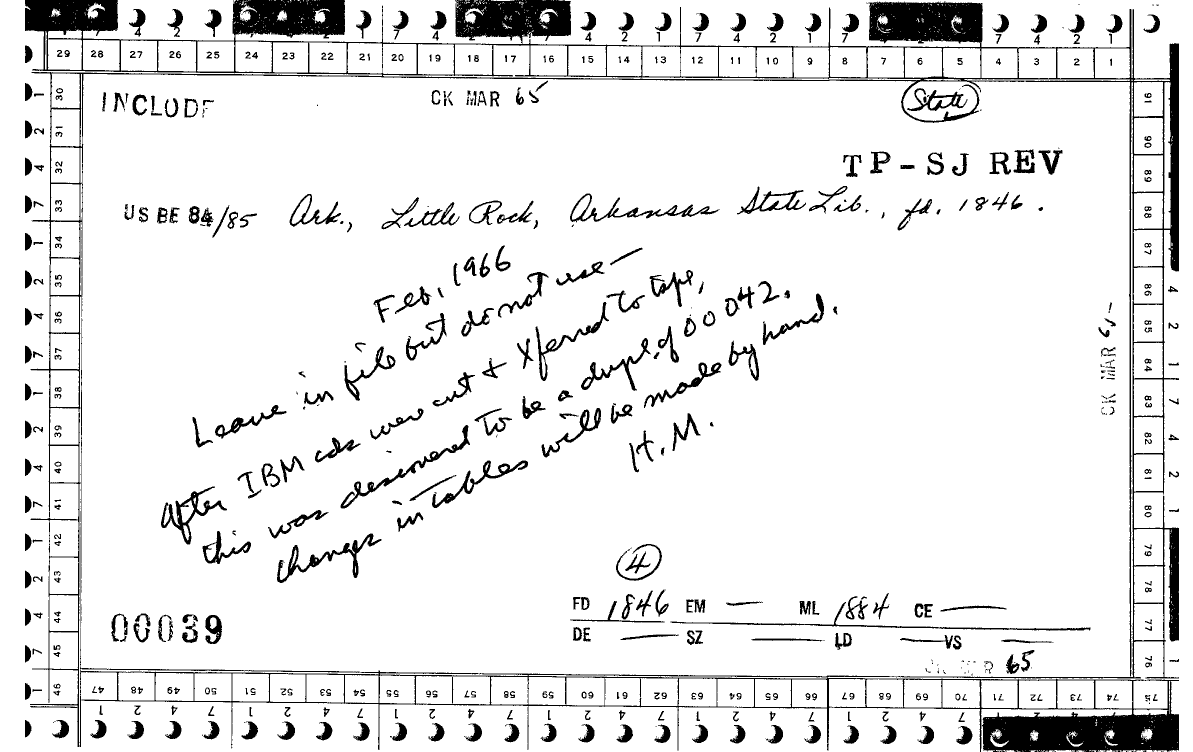 29 28 27 26 25 24 23 22 21 20 19 18 17 16 15 14 13 12 11 10 9 8 7 6 5 4 3 2 1
INCLUDE
CK MAR 65
State
TP-SJ REV
US BE 84/85 Ark., Little Rock, Arkansas State Lib., fd. 1846.
Feb, 1966
Leave in file but do not use —
After IBM cds were cut & Xferred to tape,
this was discovered to be a dupl. of 00042.
Changes in tables will be made by hand.
H.M.
CK MAR 6
4
FD 1846 EM — ML 1884 CE —
DE — SZ — LD — VS —
00039
CK MAR 65
30 31 32 33 34 35 36 37 38 39 40 41 42 43 44 45 46
47 48 49 50 51 52 53 54 55 56 57 58 59 60 61 62 63 64 65 66 67 68 69 70 71 72 73 74 75
91 90 89 88 87 86 85 84 83 82 81 80 79 78 77 76